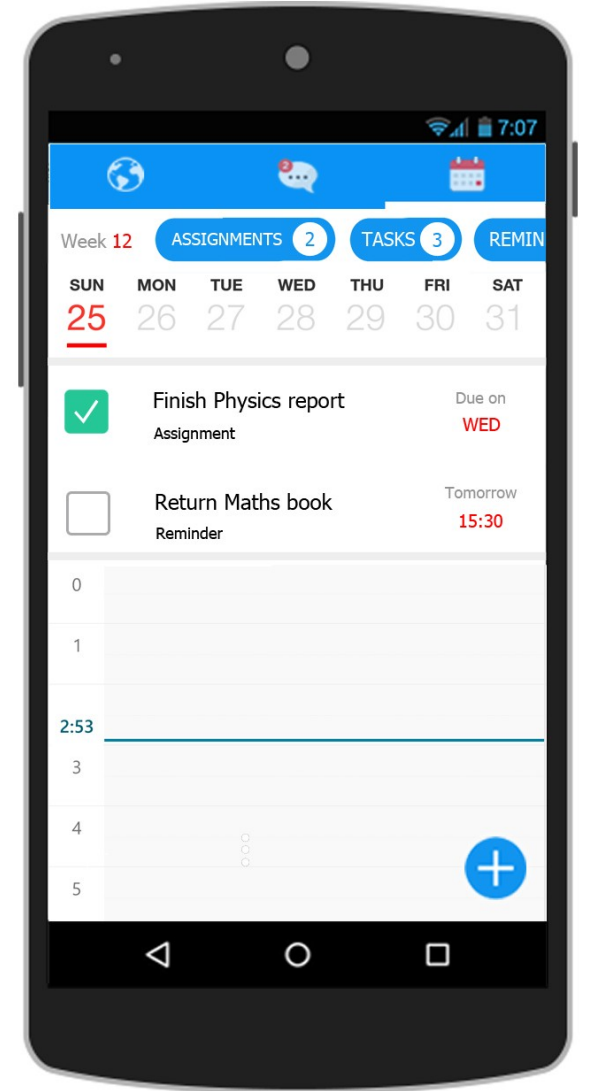 7:07
2
Week 12 ASSIGNMENTS 2 TASKS 3 REMIN
SUN MON TUE WED THU FRI SAT
25 26 27 28 29 30 31
Finish Physics report
Assignment
Due on
WED
Return Maths book
Reminder
Tomorrow
15:30
0
1
2:53
3
4
5